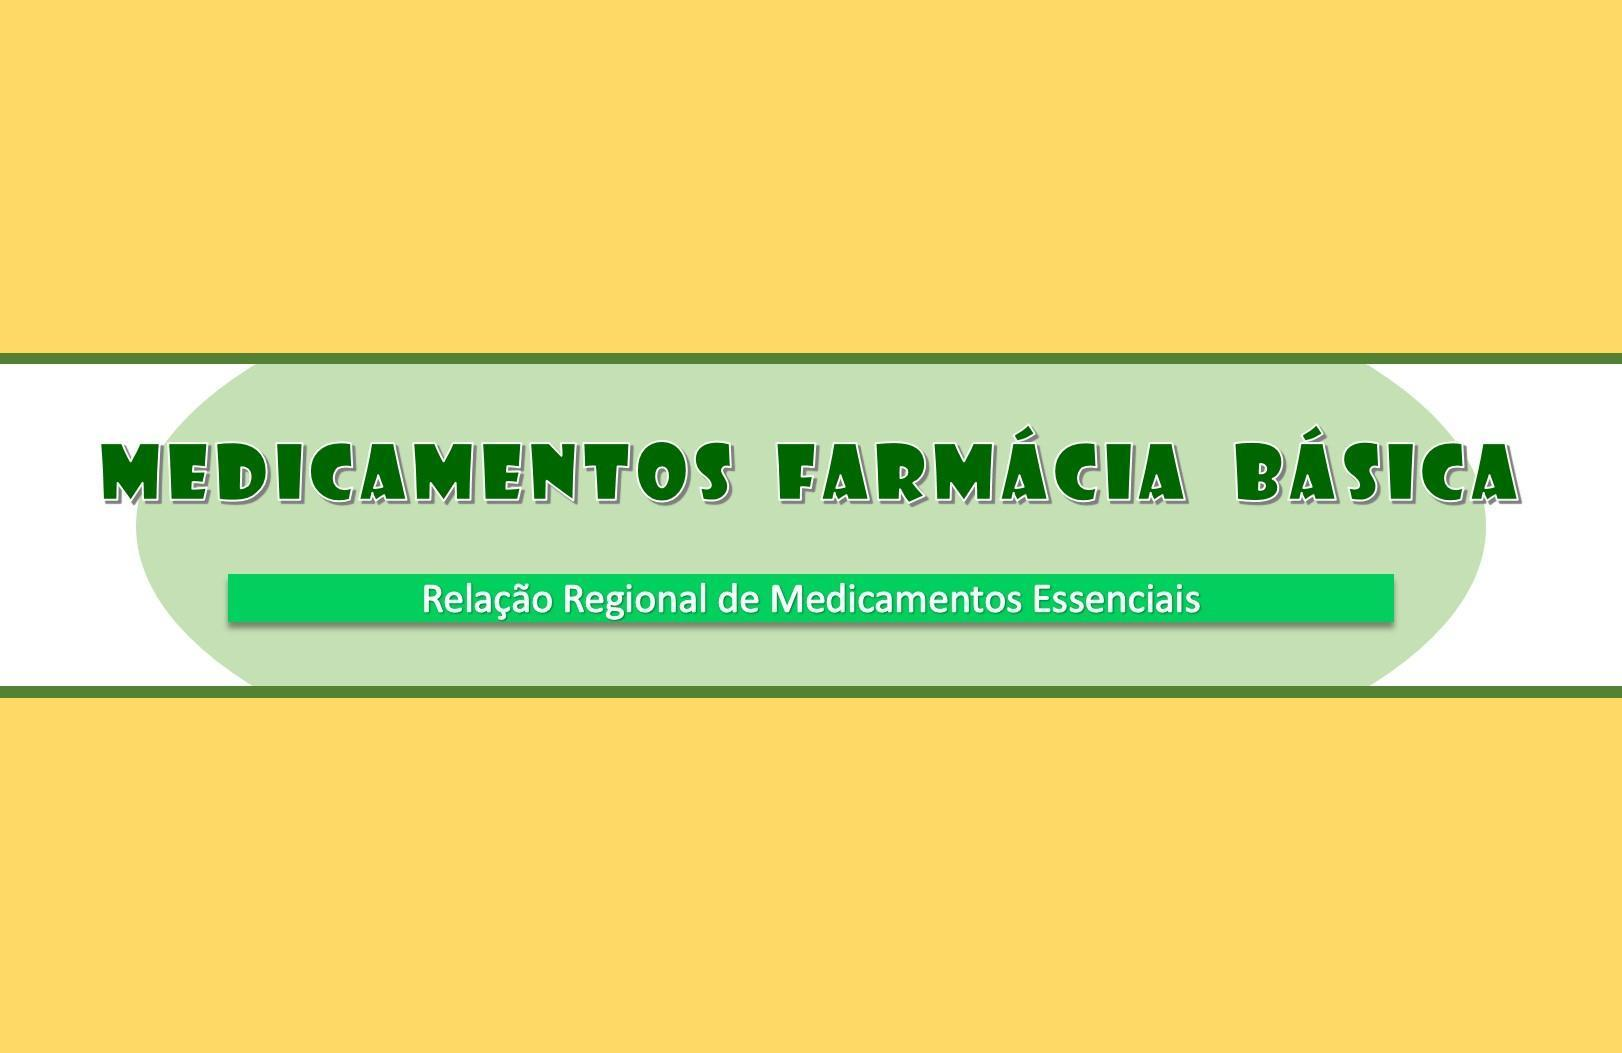 MEDICAMENTOS FARMÁCIA BÁSICA
Relação Regional de Medicamentos Essenciais